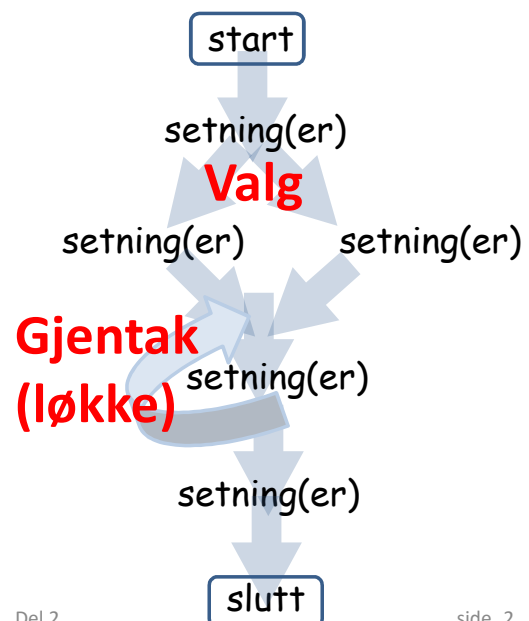 start
setning(er)
Valg
setning(er) setning(er)
Gjentak
(løkke)
setning(er)
setning(er)
slutt
Del 2 side 2